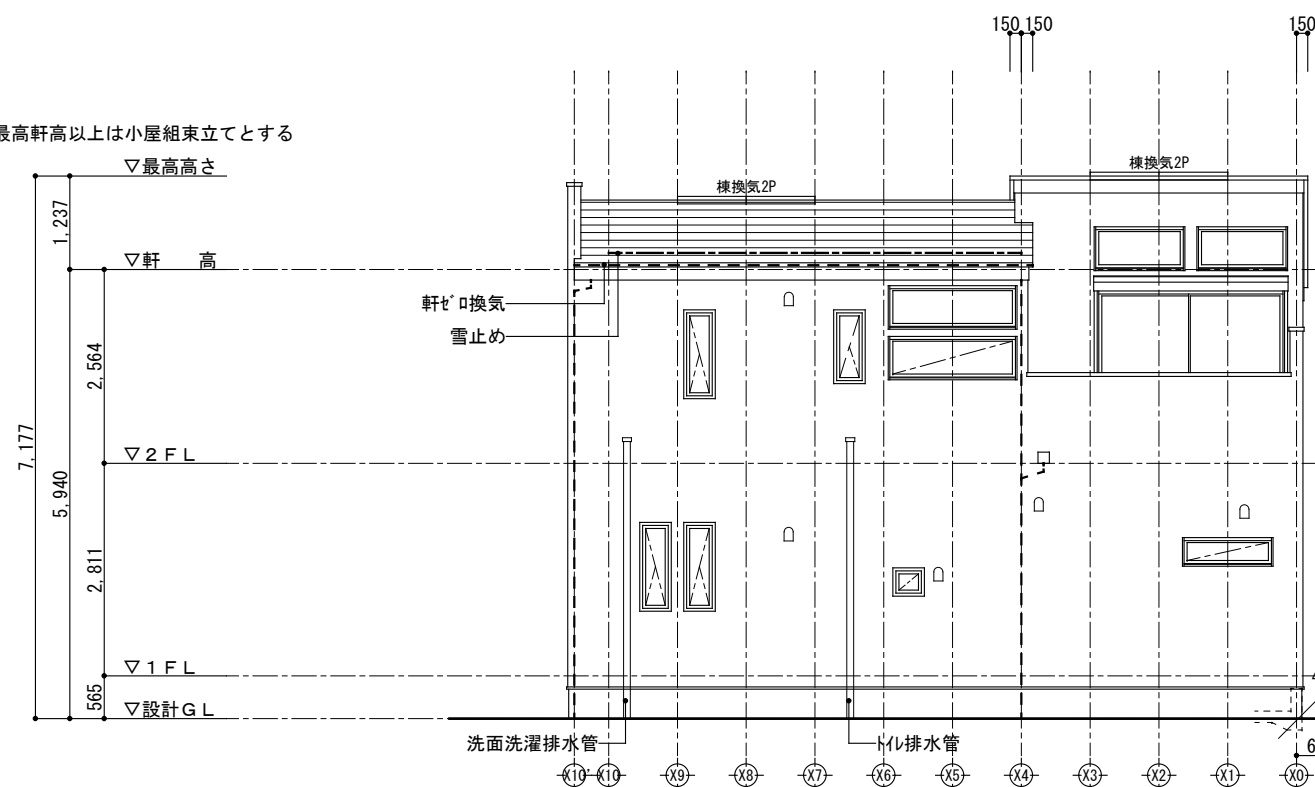 150 150
150
最高軒高以上は小屋組束立てとする
▽最高高さ
棟換気2P
棟換気2P
1,237
▽軒 高
軒ｾﾞﾛ換気
雪止め
2,564
7,177
5,940
▽2FL
2,811
▽1FL
565
▽設計GL
洗面洗濯排水管
ﾄｲﾚ排水管
X10' X10 X9 X8 X7 X6 X5 X4 X3 X2 X1 X0